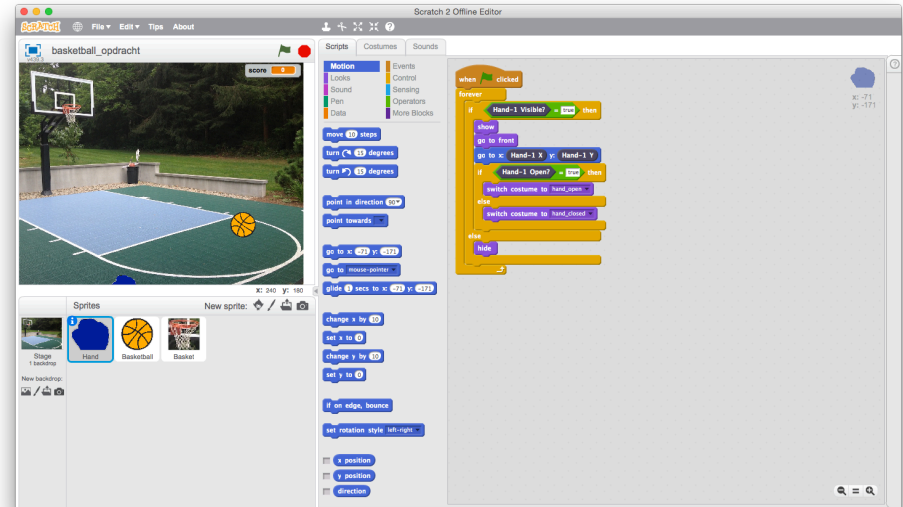 Scratch 2 Offline Editor
SCRATCH File Edit Tips About
basketball_opdracht
v439.3
score 0
x: 240 y: 180
Sprites New sprite:
Stage
1 backdrop
New backdrop:
Hand Basketball Basket
Scripts Costumes Sounds
Motion Events
Looks Control
Sound Sensing
Pen Operators
Data More Blocks
move 10 steps
turn 15 degrees
turn 15 degrees
point in direction 90
point towards
go to x: -71 y: -171
go to mouse-pointer
glide 1 secs to x: -71 y: -171
change x by 10
set x to 0
change y by 10
set y to 0
if on edge, bounce
set rotation style left-right
x position
y position
direction
when clicked
forever
if Hand-1 Visible? = true then
show
go to front
go to x: Hand-1 X y: Hand-1 Y
if Hand-1 Open? = true then
switch costume to hand_open
else
switch costume to hand_closed
else
hide
x: -71
y: -171